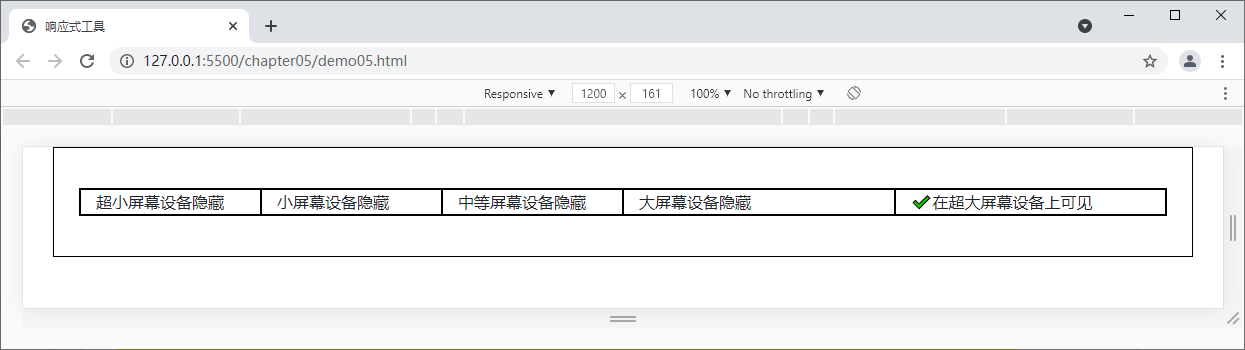 响应式工具
127.0.0.1:5500/chapter05/demo05.html
Responsive ▼ 1200 × 161 100% ▼ No throttling ▼
超小屏幕设备隐藏 小屏幕设备隐藏 中等屏幕设备隐藏 大屏幕设备隐藏 ✔在超大屏幕设备上可见